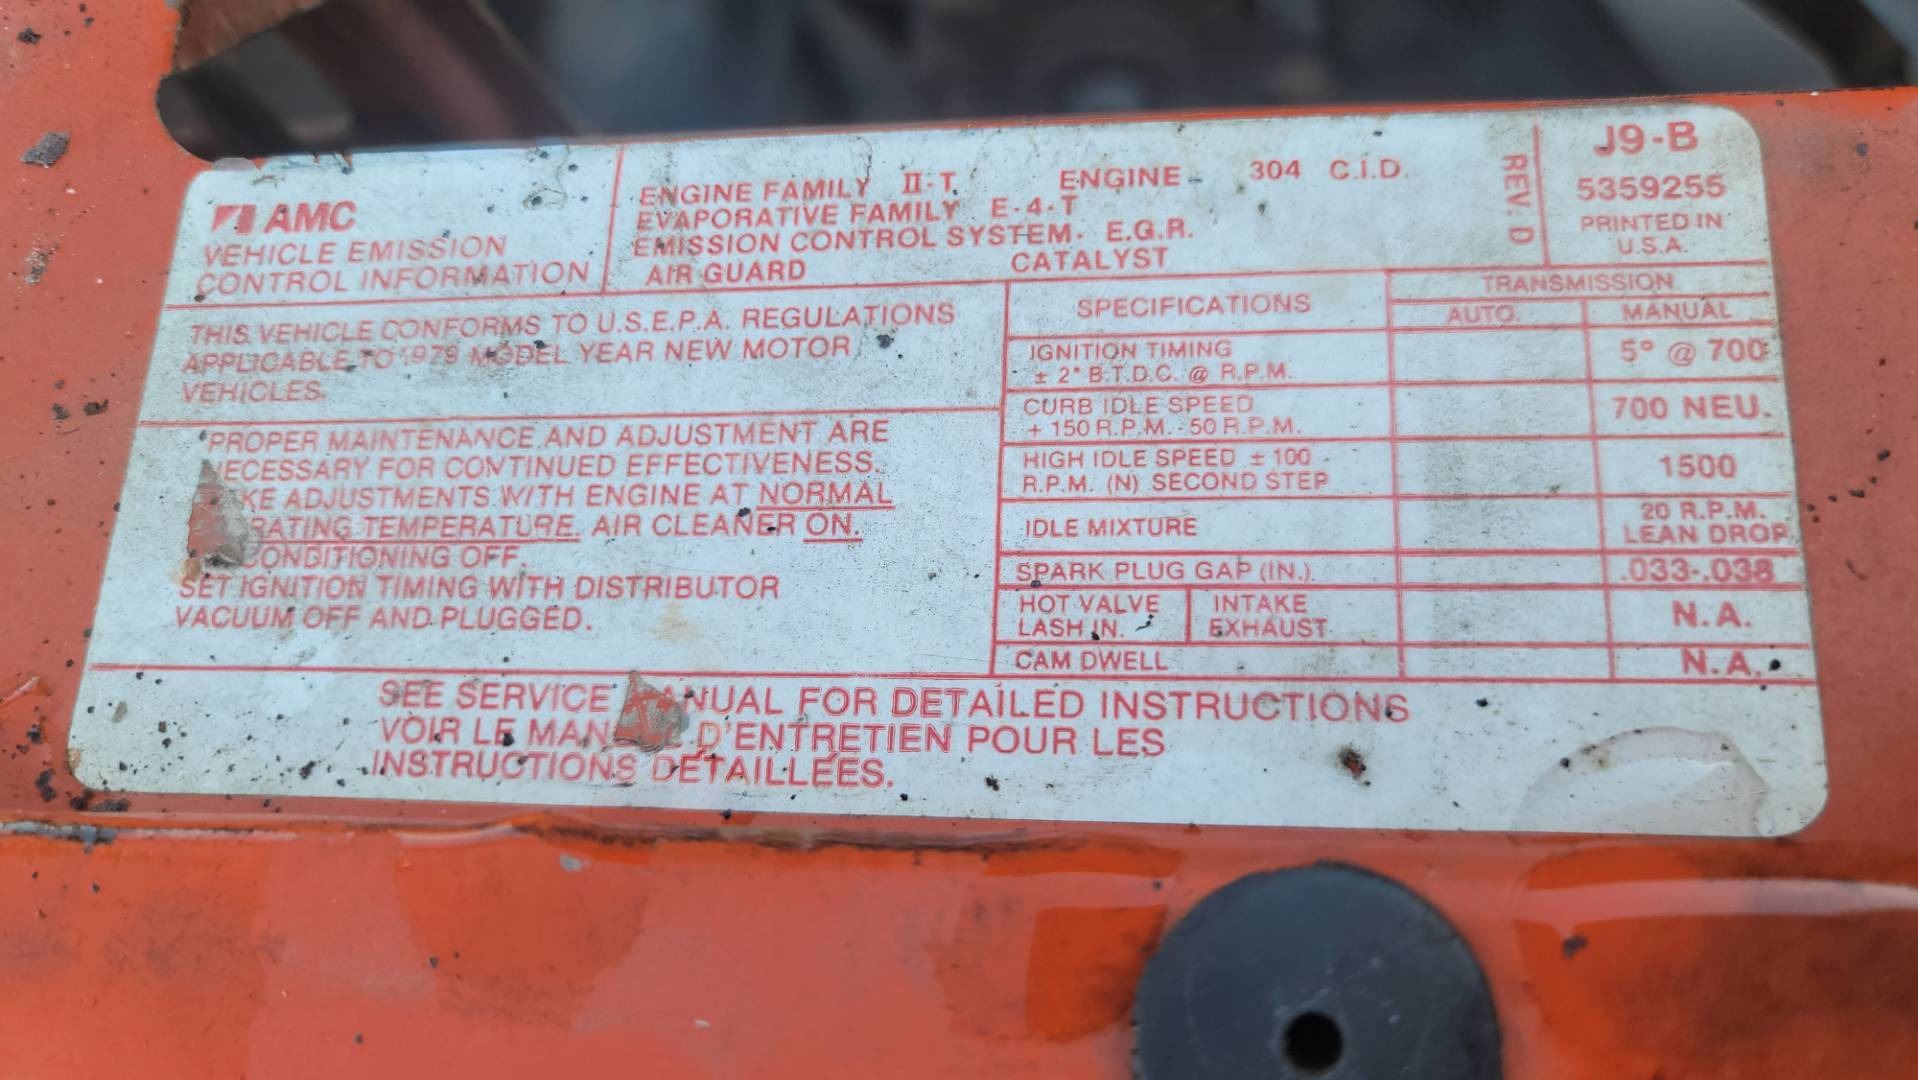 AMC
VEHICLE EMISSION
CONTROL INFORMATION
ENGINE FAMILY II-T ENGINE- 304 C.I.D.
EVAPORATIVE FAMILY E-4-T
EMISSION CONTROL SYSTEM- E.G.R.
AIR GUARD CATALYST
REV. D
J9-B
5359255
PRINTED IN
U.S.A.
THIS VEHICLE CONFORMS TO U.S.E.P.A. REGULATIONS
APPLICABLE TO 1979 MODEL YEAR NEW MOTOR
VEHICLES.
PROPER MAINTENANCE AND ADJUSTMENT ARE
NECESSARY FOR CONTINUED EFFECTIVENESS.
KE ADJUSTMENTS WITH ENGINE AT NORMAL
RATING TEMPERATURE. AIR CLEANER ON.
CONDITIONING OFF.
SET IGNITION TIMING WITH DISTRIBUTOR
VACUUM OFF AND PLUGGED.
SPECIFICATIONS TRANSMISSION
AUTO. MANUAL
IGNITION TIMING
± 2° B.T.D.C. @ R.P.M. 5° @ 700
CURB IDLE SPEED
+ 150 R.P.M. - 50 R.P.M. 700 NEU.
HIGH IDLE SPEED ± 100
R.P.M. (N) SECOND STEP 1500
IDLE MIXTURE 20 R.P.M.
LEAN DROP
SPARK PLUG GAP (IN.) .033-.038
HOT VALVE INTAKE
LASH IN. EXHAUST N.A.
CAM DWELL N.A.
SEE SERVICE MANUAL FOR DETAILED INSTRUCTIONS
VOIR LE MAN E D'ENTRETIEN POUR LES
INSTRUCTIONS DÉTAILLÉES.